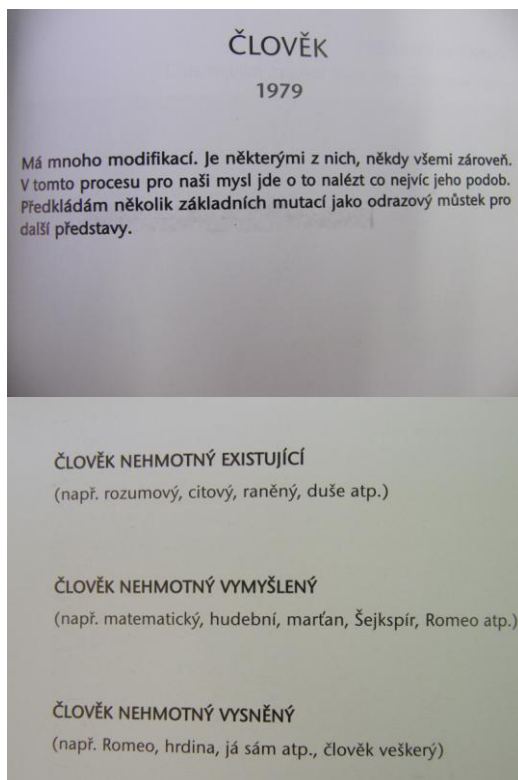 ČLOVĚK
1979
Má mnoho modifikací. Je některými z nich, někdy všemi zároveň.
V tomto procesu pro naši mysl jde o to nalézt co nejvíc jeho podob.
Předkládám několik základních mutací jako odrazový můstek pro
další představy.
ČLOVĚK NEHMOTNÝ EXISTUJÍCÍ
(např. rozumový, citový, raněný, duše atp.)
ČLOVĚK NEHMOTNÝ VYMYŠLENÝ
(např. matematický, hudební, marťan, Šejkspír, Romeo atp.)
ČLOVĚK NEHMOTNÝ VYSNĚNÝ
(např. Romeo, hrdina, já sám atp., člověk veškerý)